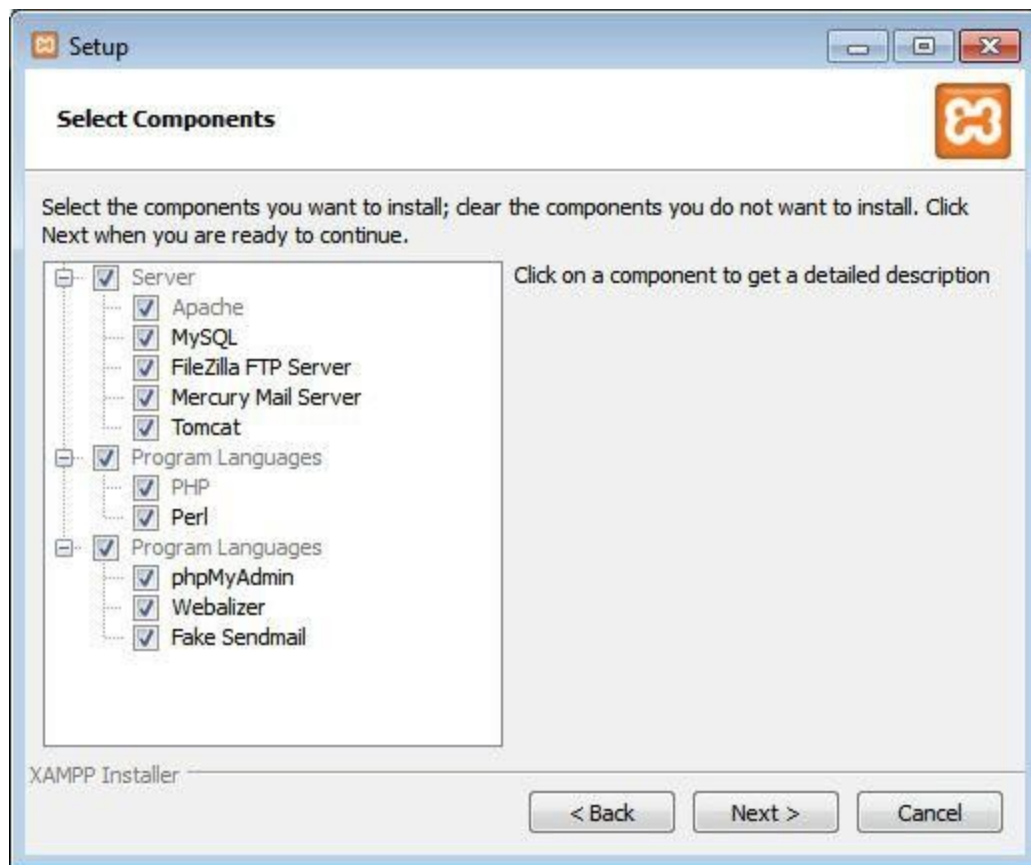 Setup
Select Components
Select the components you want to install; clear the components you do not want to install. Click
Next when you are ready to continue.
Server
Click on a component to get a detailed description
Apache
MySQL
FileZilla FTP Server
Mercury Mail Server
Tomcat
Program Languages
PHP
Perl
Program Languages
phpMyAdmin
Webalizer
Fake Sendmail
XAMPP Installer
< Back
Next >
Cancel